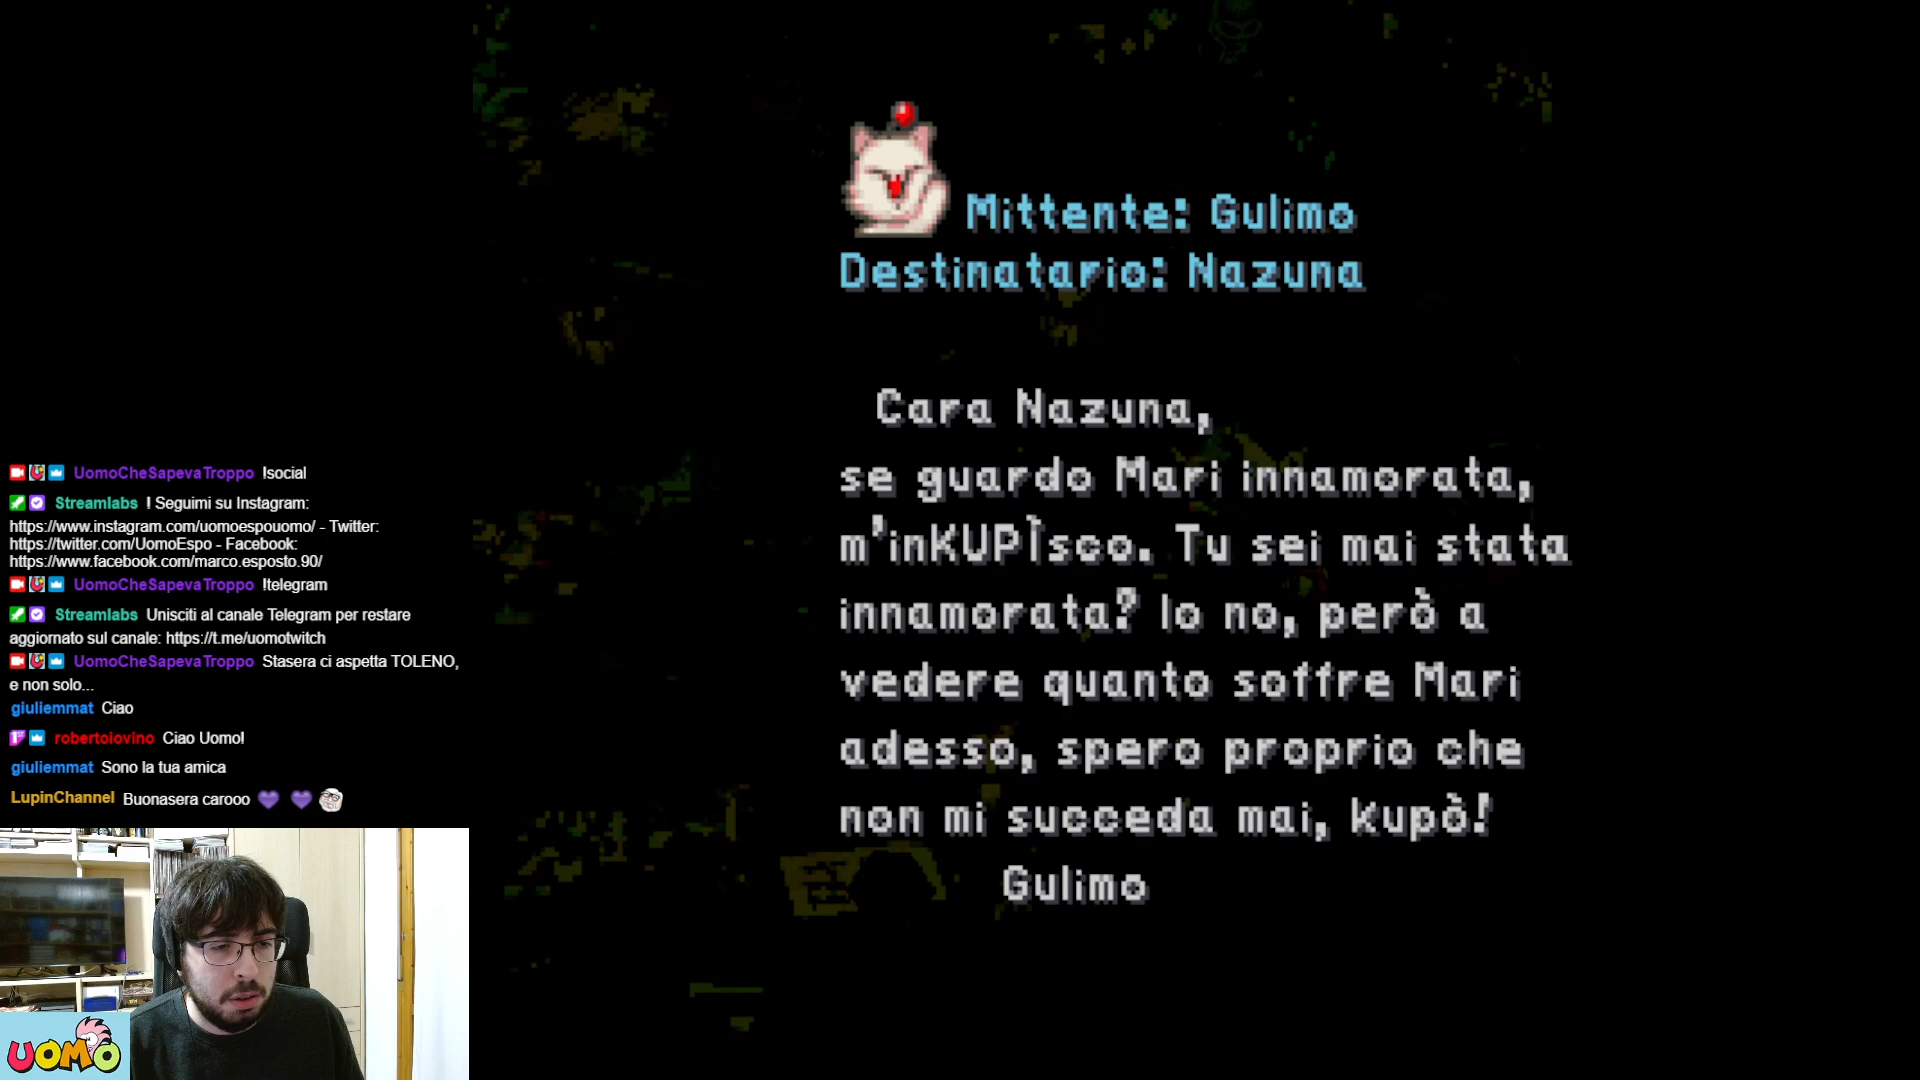 Mittente: Gulimo
Destinatario: Nazuna
Cara Nazuna,
se guardo Mari innamorata,
m'inKUPÌsco. Tu sei mai stata
innamorata? Io no, però a
vedere quanto soffre Mari
adesso, spero proprio che
non mi succeda mai, kupò!
Gulimo
UomoCheSapevaTroppo !social
Streamlabs ! Seguimi su Instagram:
https://www.instagram.com/uomoespouomo/ - Twitter:
https://twitter.com/UomoEspo - Facebook:
https://www.facebook.com/marco.esposto.90/
UomoCheSapevaTroppo !telegram
Streamlabs Unisciti al canale Telegram per restare
aggiornato sul canale: https://t.me/uomotwitch
UomoCheSapevaTroppo Stasera ci aspetta TOLENO,
e non solo...
giuliemmat Ciao
robertoiovino Ciao Uomo!
giuliemmat Sono la tua amica
LupinChannel Buonasera carooo
UOMO